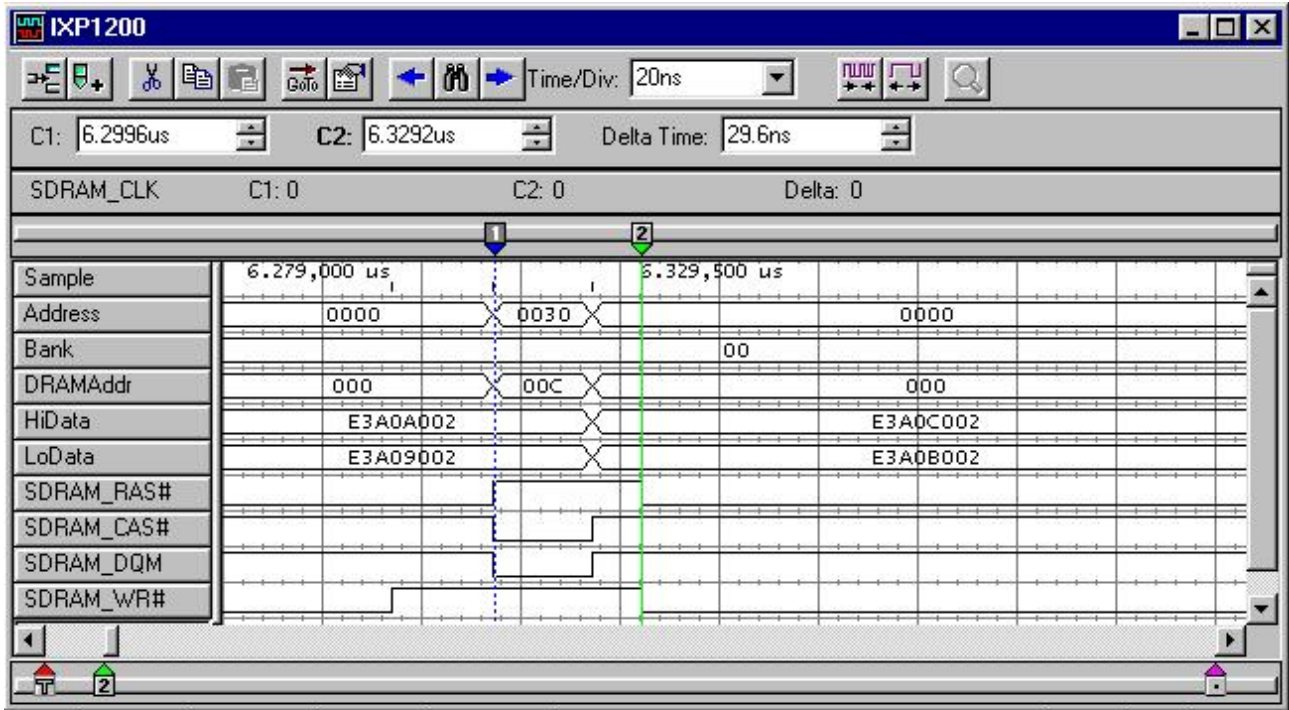 IXP1200
GoTo Time/Div: 20ns
C1: 6.2996us C2: 6.3292us Delta Time: 29.6ns
SDRAM_CLK C1: 0 C2: 0 Delta: 0
1 2
Sample 6.279,000 us 6.329,500 us
Address 0000 0030 0000
Bank 00
DRAMAddr 000 00C 000
HiData E3A0A002 E3A0C002
LoData E3A09002 E3A0B002
SDRAM_RAS#
SDRAM_CAS#
SDRAM_DQM
SDRAM_WR#
T 2